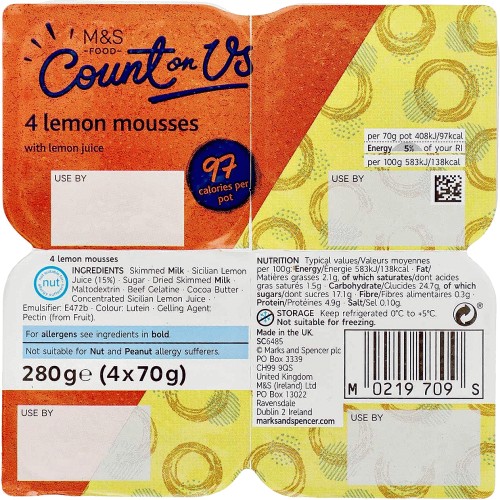 M&S
-FOOD-
Count on Us
4 lemon mousses
with lemon juice
97
calories per
pot
per 70g pot 408kJ/97kcal
Energy 5% of your RI
per 100g 583kJ/138kcal
USE BY
USE BY
4 lemon mousses
nut
INGREDIENTS Skimmed Milk · Sicilian Lemon
Juice (15%) · Sugar · Dried Skimmed Milk ·
Maltodextrin · Beef Gelatine · Cocoa Butter ·
Concentrated Sicilian Lemon Juice ·
Emulsifier: E472b · Colour: Lutein · Gelling Agent:
Pectin (from Fruit).
For allergens see ingredients in bold.
Not suitable for Nut and Peanut allergy sufferers.
280g℮ (4x70g)
NUTRITION Typical values/Valeurs moyennes
per 100g: Energy/Energie 583kJ/138kcal · Fat/
Matières grasses 2.1g, of which saturates/dont acides
gras saturés 1.5g · Carbohydrate/Glucides 24.7g, of which
sugars/dont sucres 17.1g · Fibre/Fibres alimentaires 0.3g ·
Protein/Protéines 4.9g · Salt/Sel 0.10g.
STORAGE Keep refrigerated 0°C to +5°C.
Not suitable for freezing.
SC6485
© Marks and Spencer plc
PO Box 3339
CH99 9QS
United Kingdom
M&S (Ireland) Ltd
PO Box 13022
Ravensdale
Dublin 2 Ireland
marksandspencer.com
M 0219 709 S
USE BY
USE BY